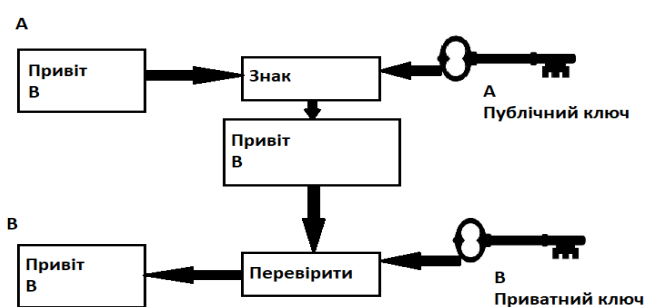 А
Привіт
В
Знак
А
Публічний ключ
Привіт
В
В
Привіт
В
Перевірити
В
Приватний ключ